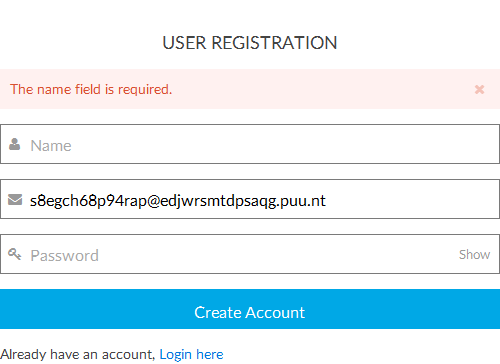 USER REGISTRATION
The name field is required.
Name
s8egch68p94rap@edjwrsmtdpsaqg.puu.nt
Password Show
Create Account
Already have an account, Login here